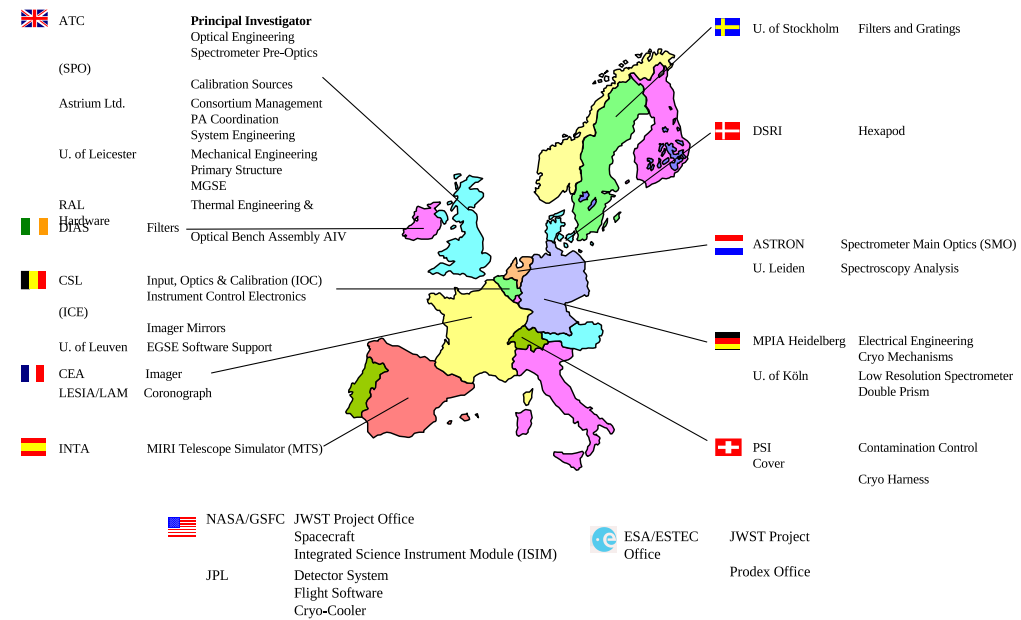 ATC Principal Investigator
Optical Engineering
Spectrometer Pre-Optics
(SPO)
Calibration Sources
Astrium Ltd. Consortium Management
PA Coordination
System Engineering
U. of Leicester Mechanical Engineering
Primary Structure
MGSE
RAL Thermal Engineering &
Hardware
DIAS Filters
Optical Bench Assembly AIV
CSL Input, Optics & Calibration (IOC)
Instrument Control Electronics
(ICE)
Imager Mirrors
U. of Leuven EGSE Software Support
CEA Imager
LESIA/LAM Coronograph
INTA MIRI Telescope Simulator (MTS)
U. of Stockholm Filters and Gratings
DSRI Hexapod
ASTRON Spectrometer Main Optics (SMO)
U. Leiden Spectroscopy Analysis
MPIA Heidelberg Electrical Engineering
Cryo Mechanisms
U. of Köln Low Resolution Spectrometer
Double Prism
PSI Contamination Control
Cover
Cryo Harness
NASA/GSFC JWST Project Office
Spacecraft
Integrated Science Instrument Module (ISIM)
JPL Detector System
Flight Software
Cryo-Cooler
ESA/ESTEC JWST Project
Office
Prodex Office